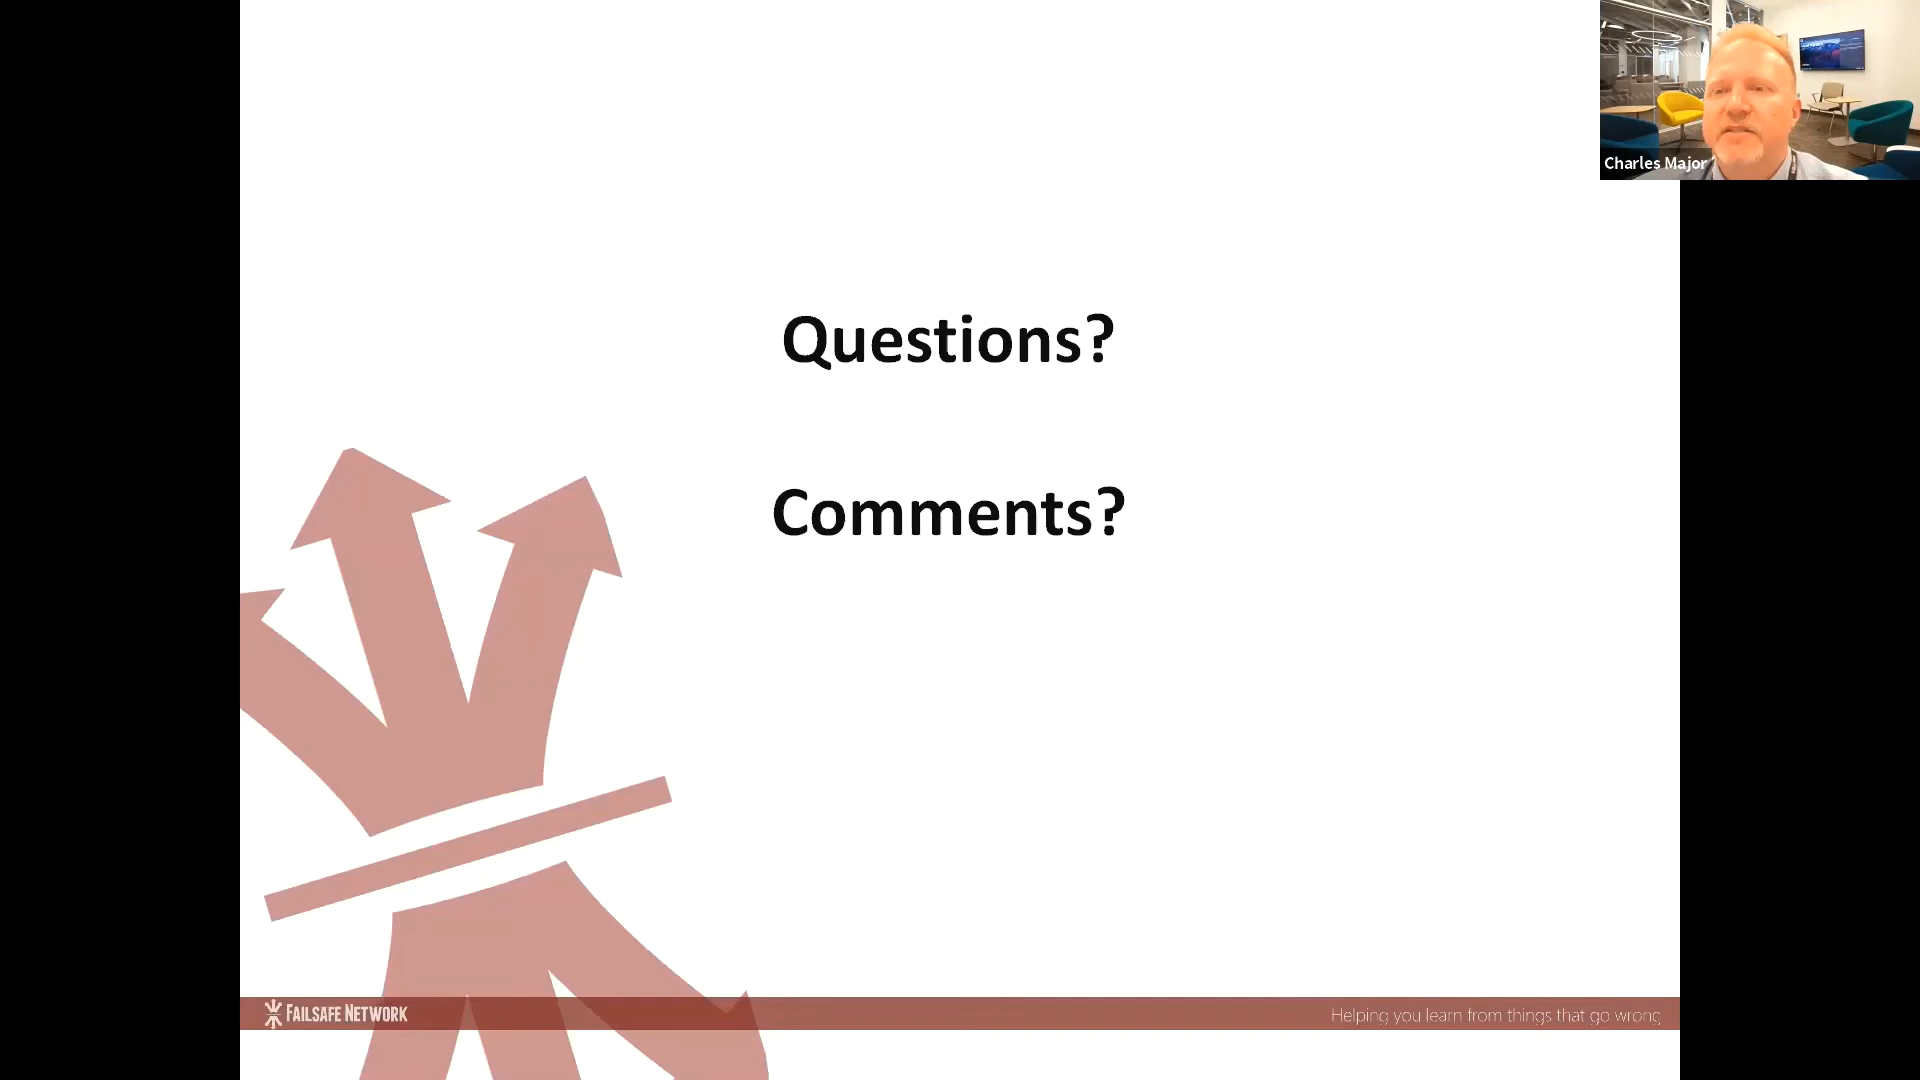 Charles Major
Questions?
Comments?
FAILSAFE NETWORK
Helping you learn from things that go wrong